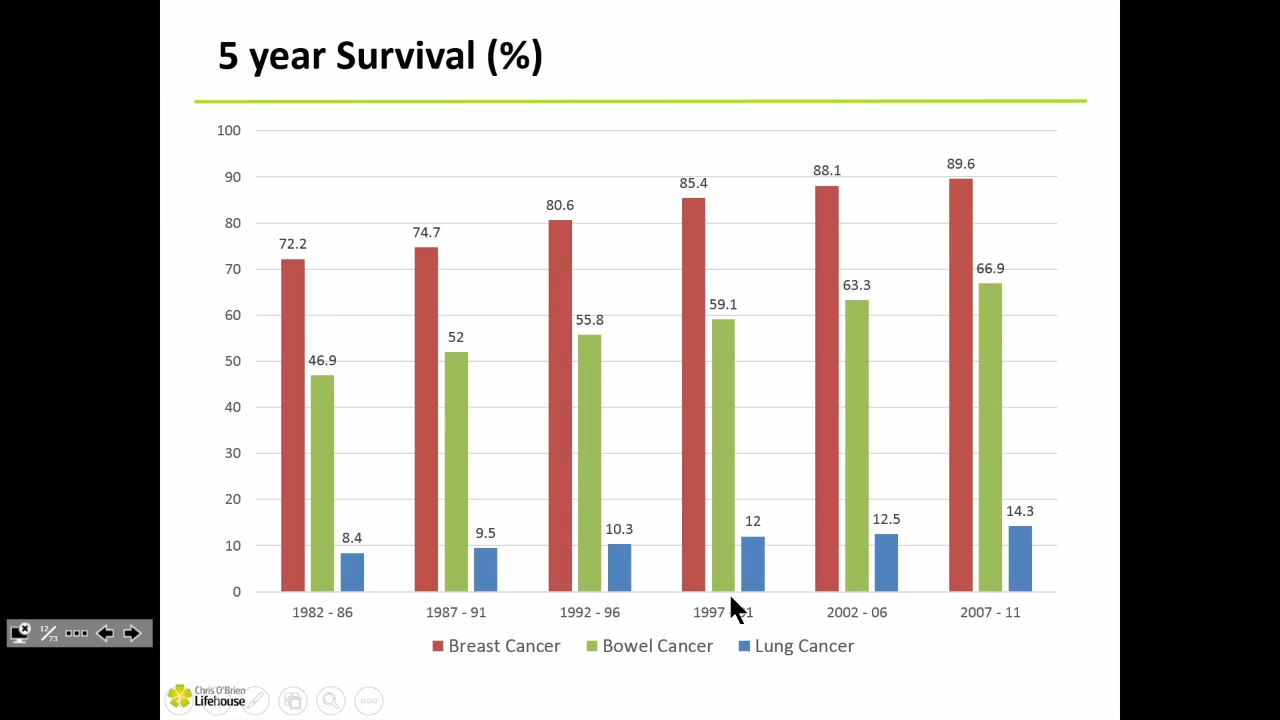 5 year Survival (%)
100
90
80
70
60
50
40
30
20
10
0
72.2
46.9
8.4
74.7
52
9.5
80.6
55.8
10.3
85.4
59.1
12
88.1
63.3
12.5
89.6
66.9
14.3
1982 - 86
1987 - 91
1992 - 96
1997
2002 - 06
2007 - 11
Breast Cancer
Bowel Cancer
Lung Cancer
12/73
Chris O'Brien
Lifehouse